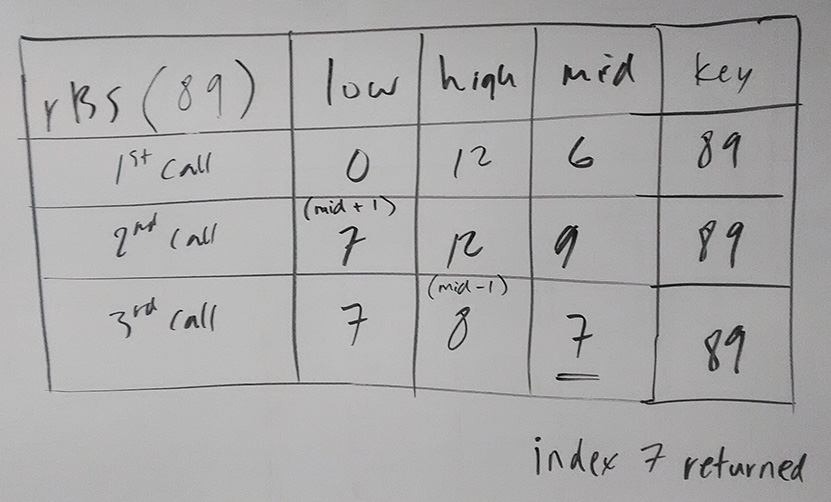 rBS (89) low high mid key
1st call 0 12 6 89
(mid + 1)
2nd call 7 12 9 89
(mid - 1)
3rd call 7 8 7 89
index 7 returned